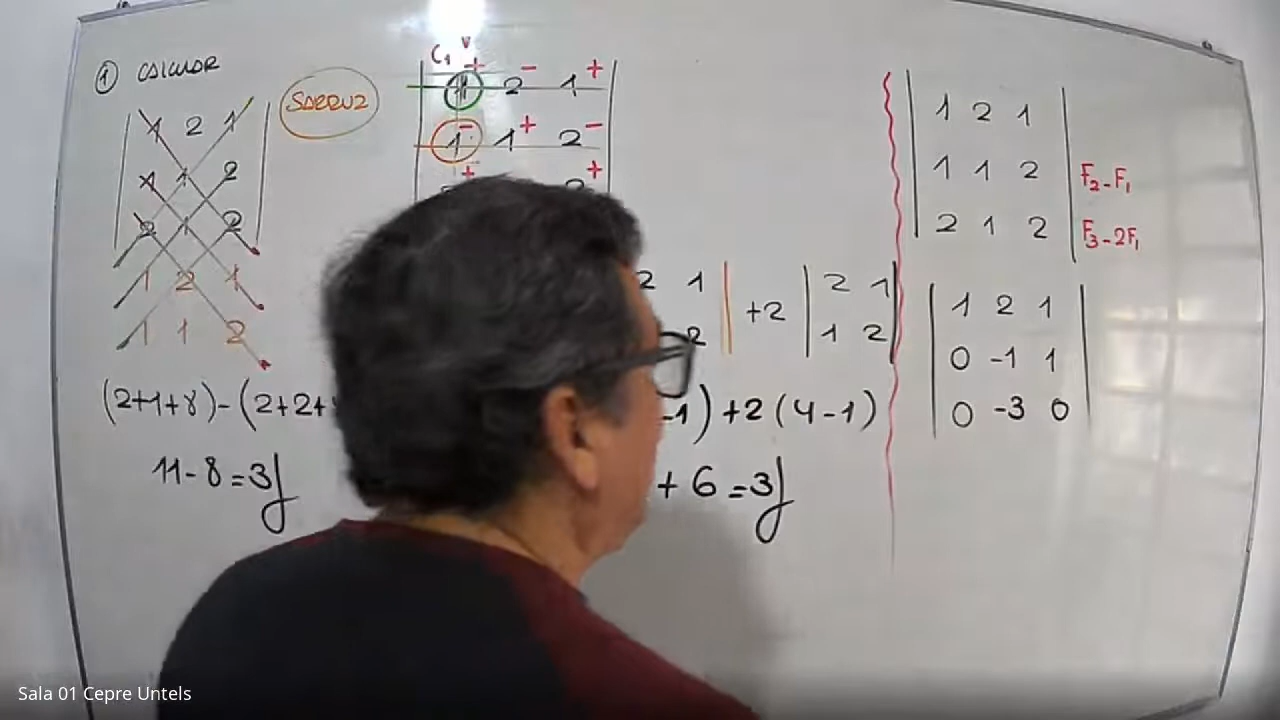 ① CALCULAR
1 2 1
1 1 2
2 1 2
1 2 1
1 1 2
SARRUZ
(2+1+8)-(2+2+
11-8=3
C₁
+ - +
1 2 1
- + -
1 1 2
+ +
2 1
2
+2
2 1
1 2
-1)+2(4-1)
+6=3
1 2 1
1 1 2 F₂-F₁
2 1 2 F₃-2F₁
1 2 1
0 -1 1
0 -3 0
Sala 01 Cepre Untels